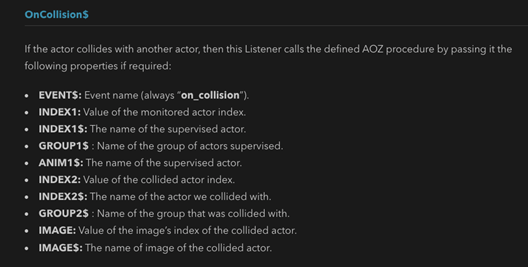 OnCollision$
If the actor collides with another actor, then this Listener calls the defined AOZ procedure by passing it the
following properties if required:
• EVENT$: Event name (always “on_collision”).
• INDEX1: Value of the monitored actor index.
• INDEX1$: The name of the supervised actor.
• GROUP1$ : Name of the group of actors supervised.
• ANIM1$: The name of the supervised actor.
• INDEX2: Value of the collided actor index.
• INDEX2$: The name of the actor we collided with.
• GROUP2$ : Name of the group that was collided with.
• IMAGE: Value of the image’s index of the collided actor.
• IMAGE$: The name of image of the collided actor.